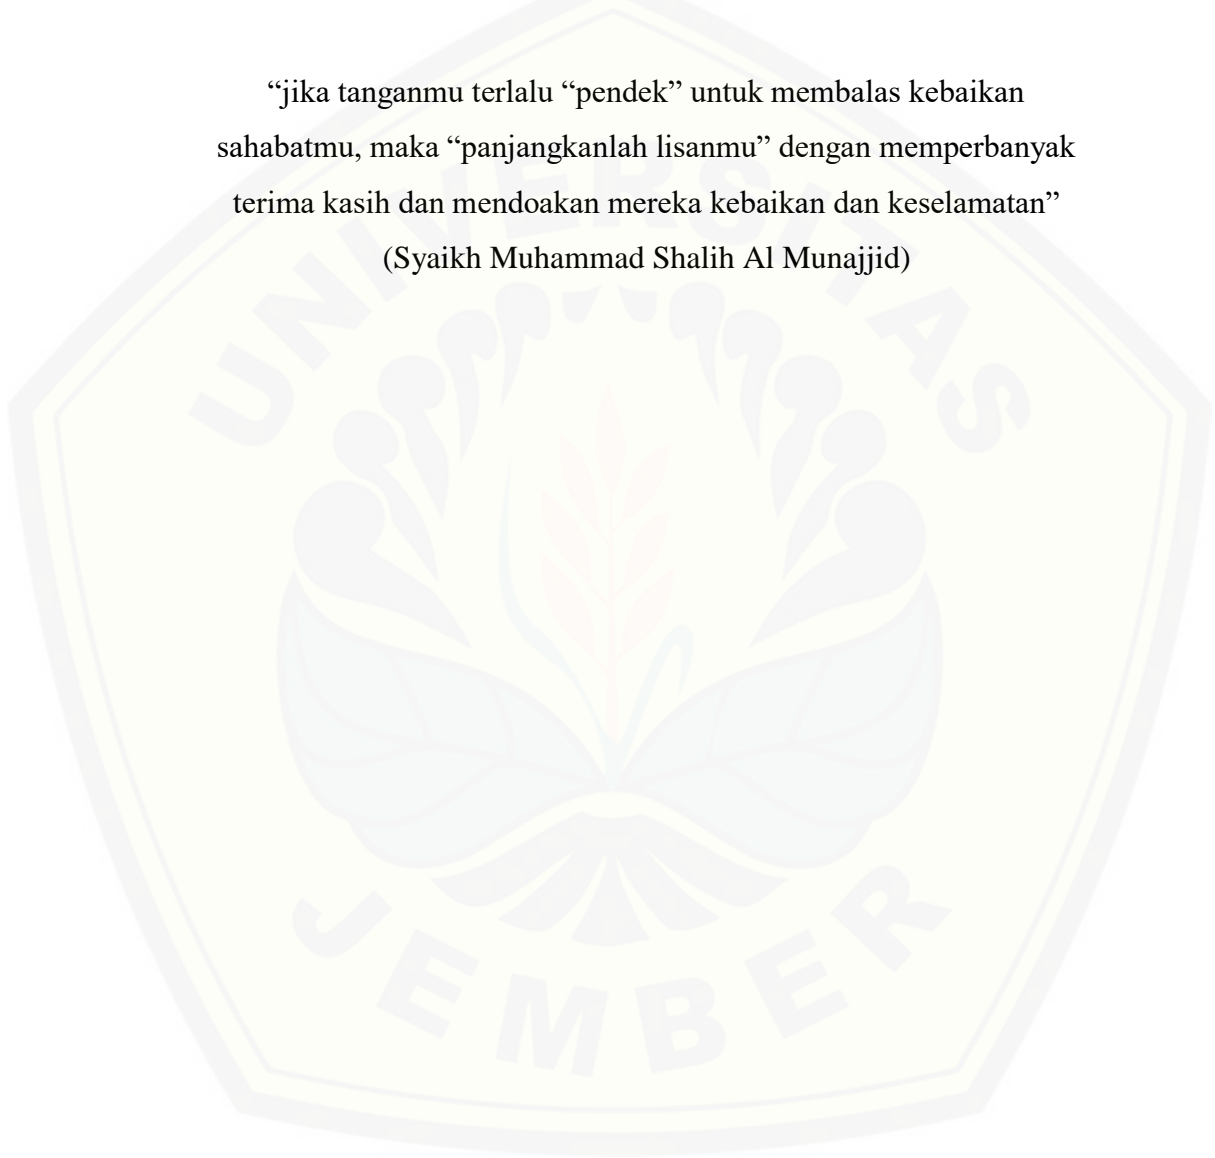 “jika tanganmu terlalu “pendek” untuk membalas kebaikan
sahabatmu, maka “panjangkanlah lisanmu” dengan memperbanyak
terima kasih dan mendoakan mereka kebaikan dan keselamatan”
(Syaikh Muhammad Shalih Al Munajjid)
UNIVERSITAS
JEMBER